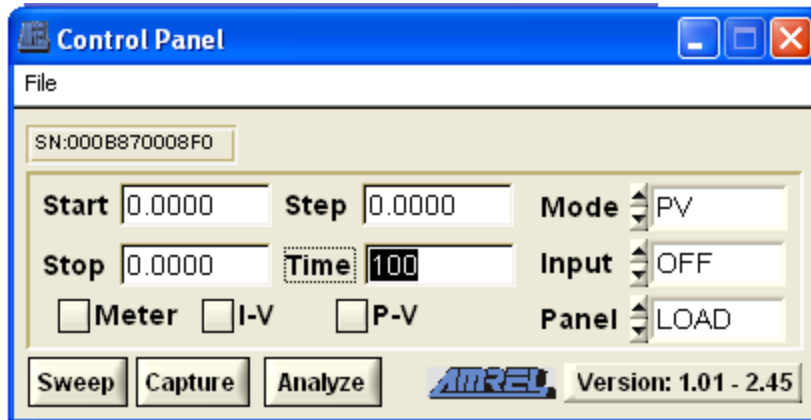 Control Panel
File
SN:000B870008F0
Start 0.0000 Step 0.0000 Mode PV
Stop 0.0000 Time 100 Input OFF
Meter I-V P-V Panel LOAD
Sweep Capture Analyze AMREL Version: 1.01 - 2.45